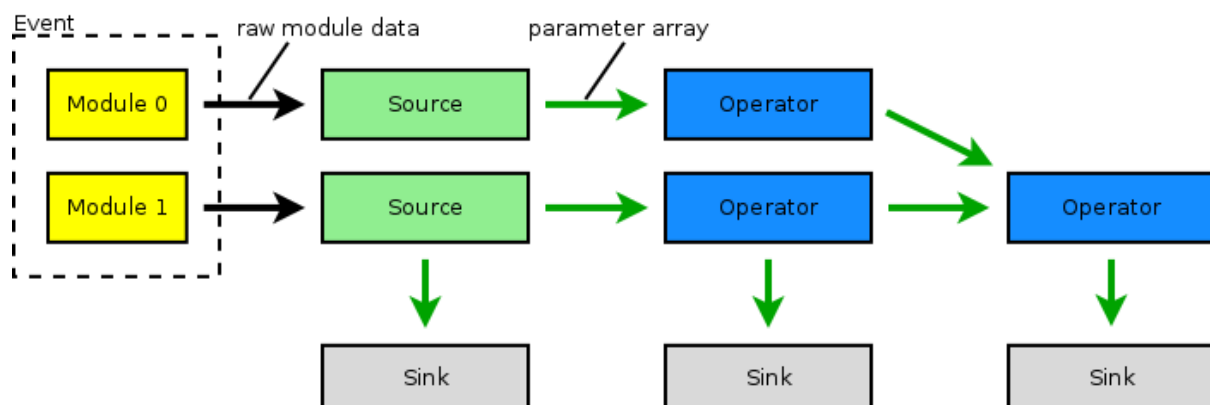 Event
raw module data
parameter array
Module 0
Source
Operator
Module 1
Source
Operator
Operator
Sink
Sink
Sink